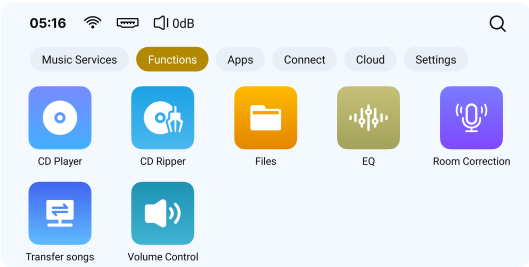 05:16 0dB
Music Services Functions Apps Connect Cloud Settings
CD Player CD Ripper Files EQ Room Correction
Transfer songs Volume Control